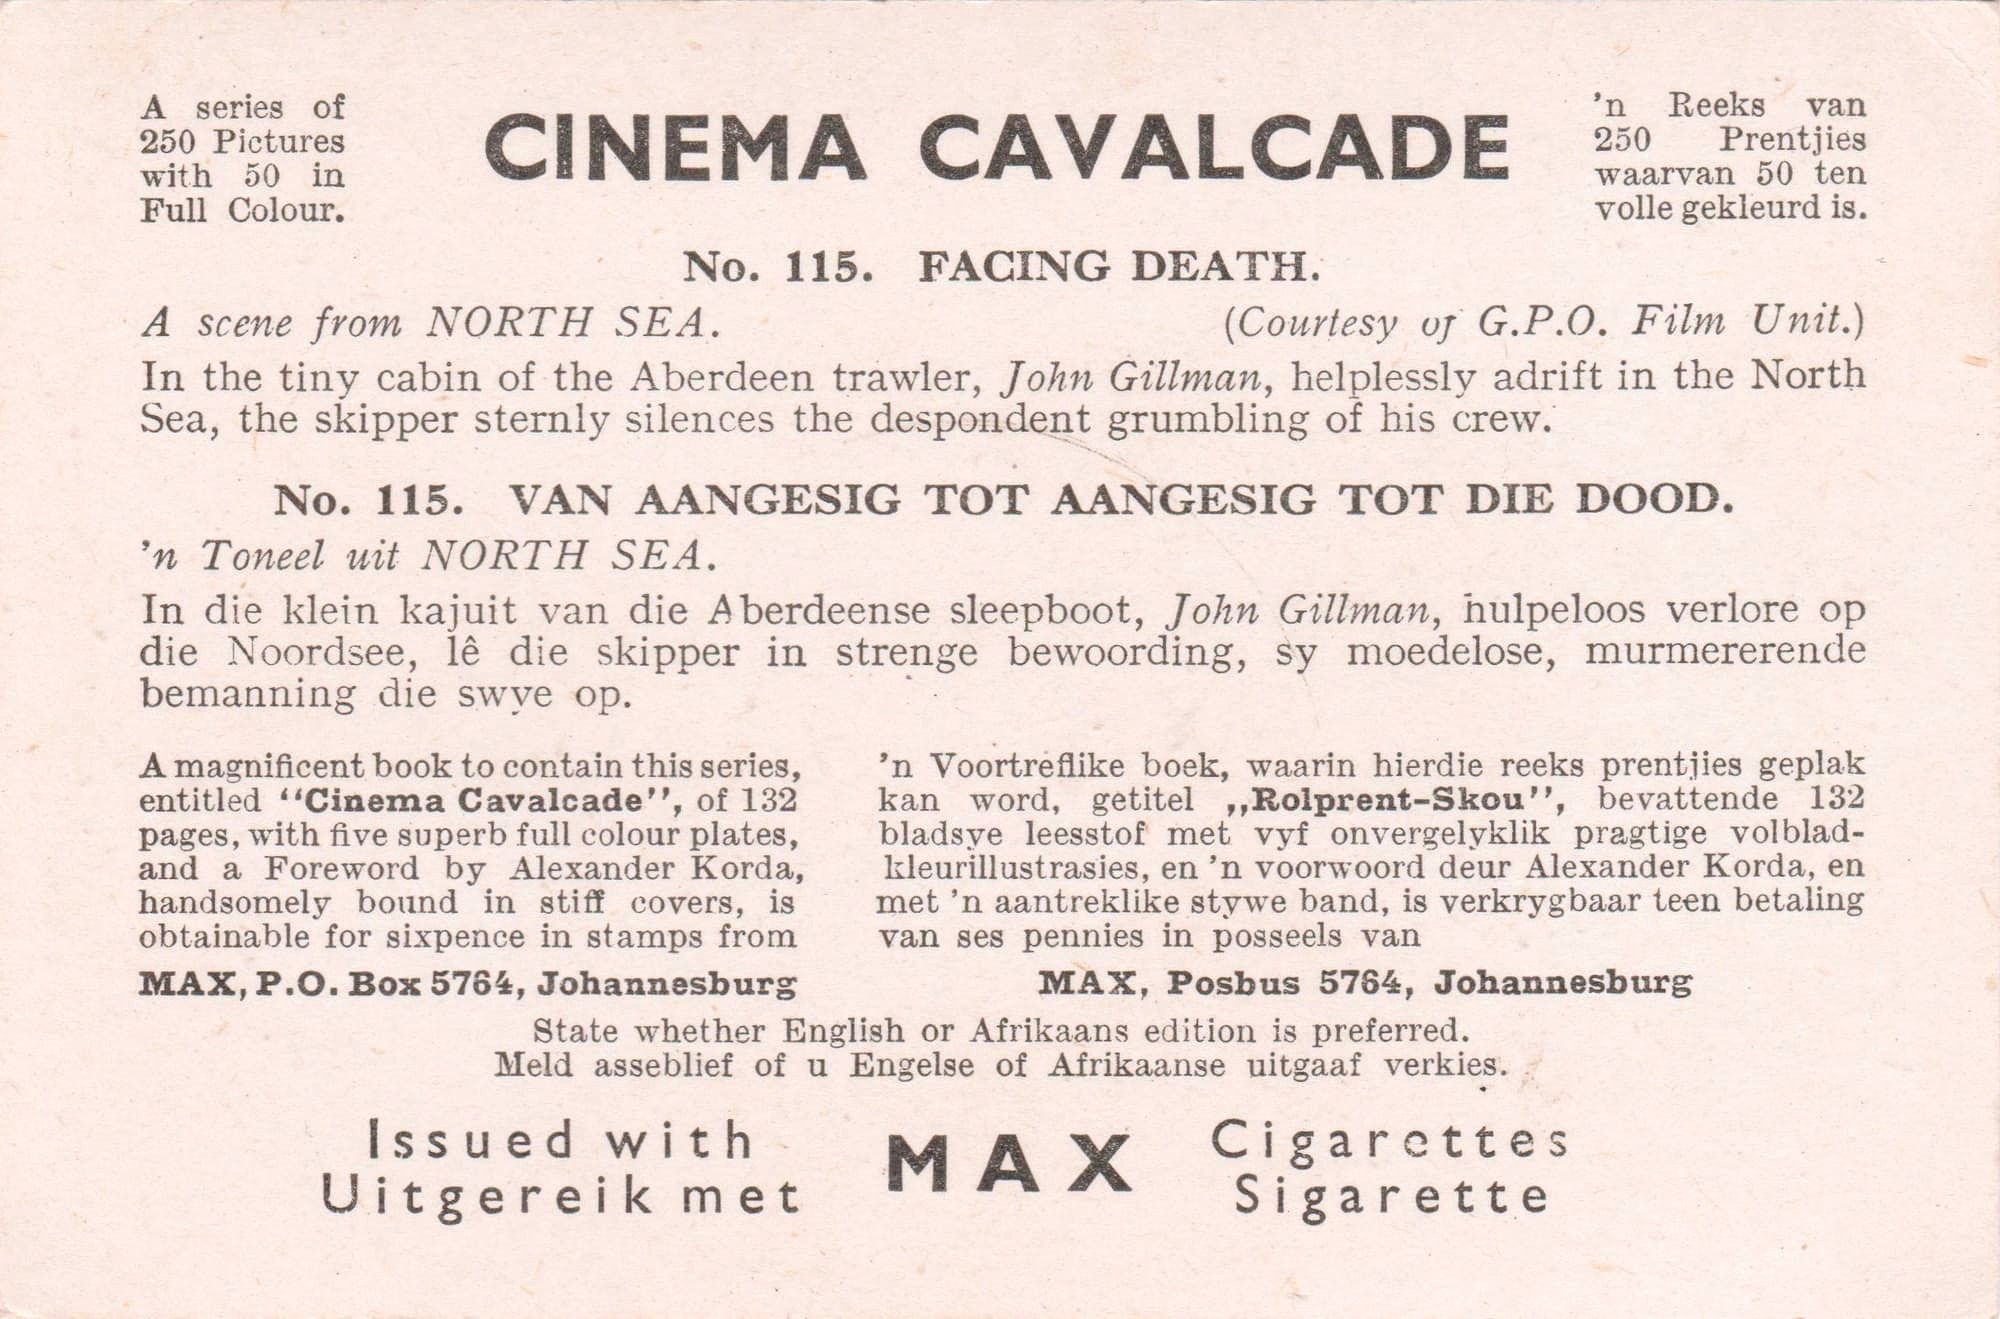 A series of
250 Pictures
with 50 in
Full Colour.
CINEMA CAVALCADE
'n Reeks van
250 Prentjies
waarvan 50 ten
volle gekleurd is.
No. 115. FACING DEATH.
A scene from NORTH SEA. (Courtesy of G.P.O. Film Unit.)
In the tiny cabin of the Aberdeen trawler, John Gillman, helplessly adrift in the North
Sea, the skipper sternly silences the despondent grumbling of his crew.
No. 115. VAN AANGESIG TOT AANGESIG TOT DIE DOOD.
'n Toneel uit NORTH SEA.
In die klein kajuit van die Aberdeense sleepboot, John Gillman, hulpeloos verlore op
die Noordsee, lê die skipper in strenge bewoording, sy moedelose, murmererende
bemanning die swye op.
A magnificent book to contain this series,
entitled "Cinema Cavalcade", of 132
pages, with five superb full colour plates,
and a Foreword by Alexander Korda,
handsomely bound in stiff covers, is
obtainable for sixpence in stamps from
MAX, P.O. Box 5764, Johannesburg
'n Voortreflike boek, waarin hierdie reeks prentjies geplak
kan word, getitel „Rolprent-Skou", bevattende 132
bladsye leesstof met vyf onvergelyklik pragtige volblad-
kleurillustrasies, en 'n voorwoord deur Alexander Korda, en
met 'n aantreklike stywe band, is verkrygbaar teen betaling
van ses pennies in posseels van
MAX, Posbus 5764, Johannesburg
State whether English or Afrikaans edition is preferred.
Meld asseblief of u Engelse of Afrikaanse uitgaaf verkies.
Issued with MAX Cigarettes
Uitgereik met Sigarette